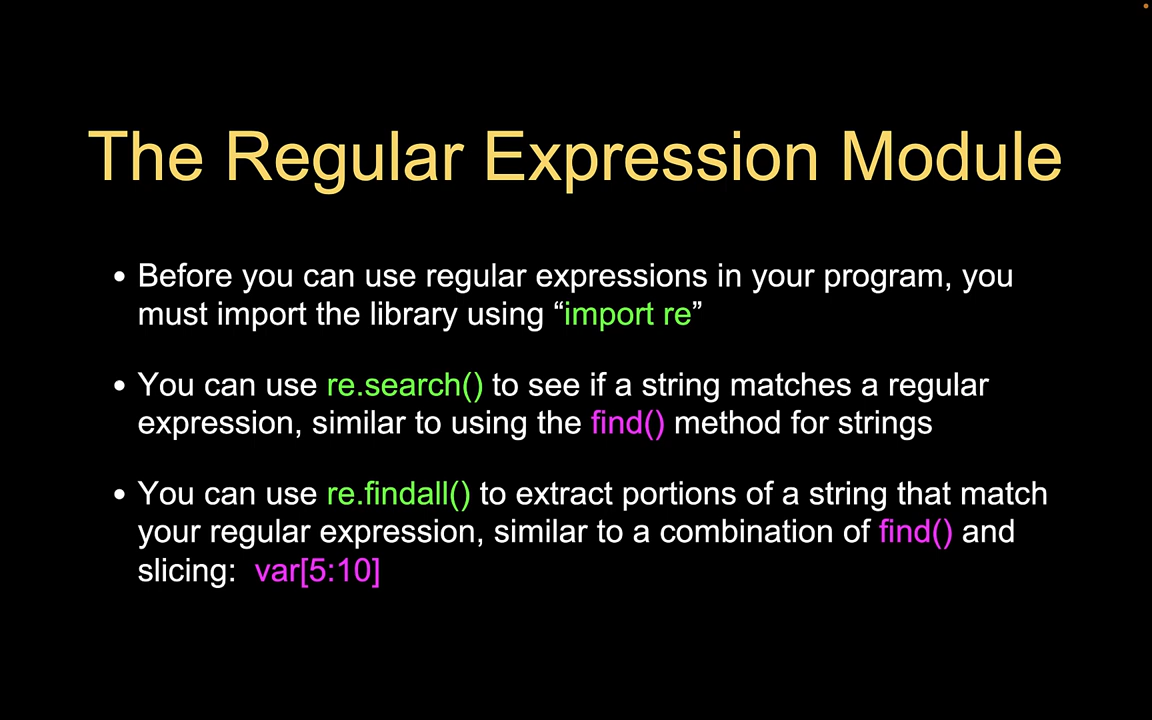 The Regular Expression Module
• Before you can use regular expressions in your program, you
must import the library using “import re”
• You can use re.search() to see if a string matches a regular
expression, similar to using the find() method for strings
• You can use re.findall() to extract portions of a string that match
your regular expression, similar to a combination of find() and
slicing: var[5:10]